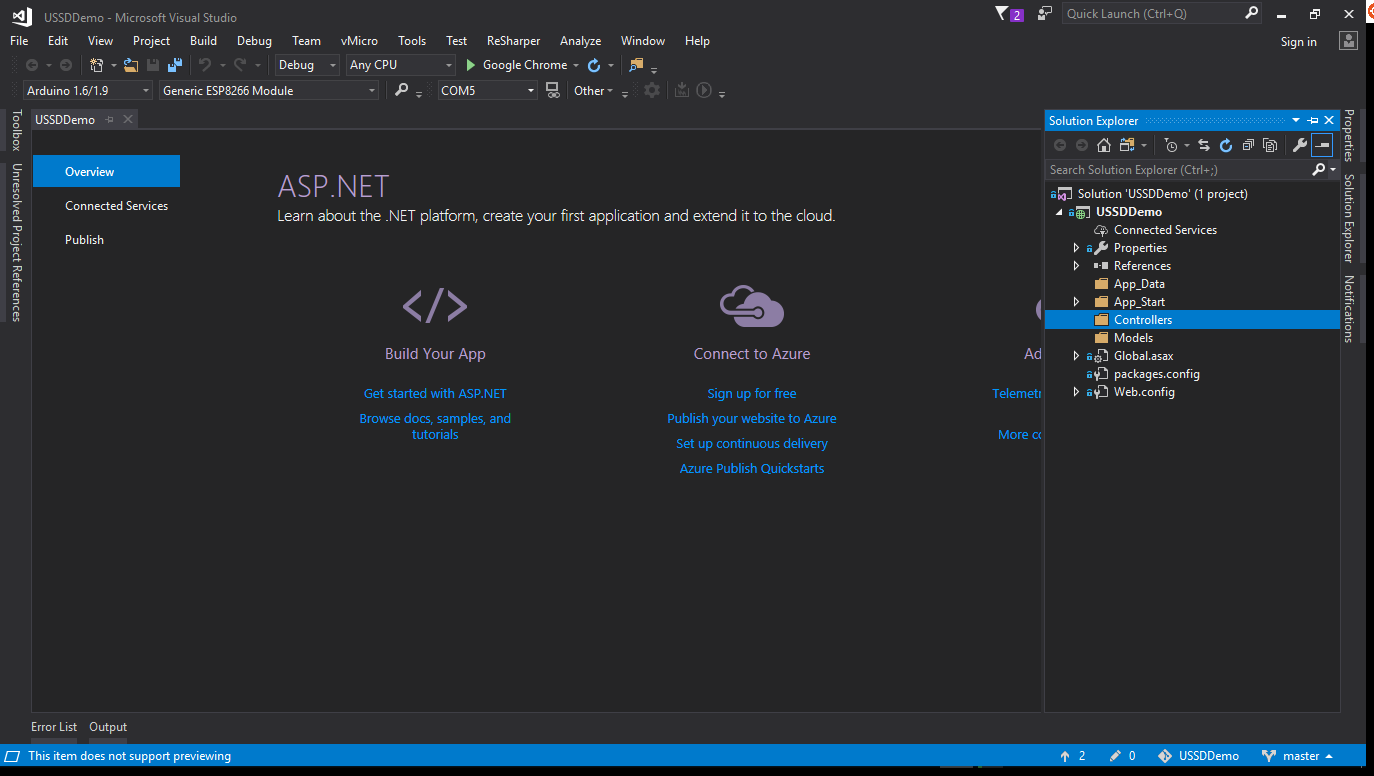 USSDDemo - Microsoft Visual Studio
2
Quick Launch (Ctrl+Q)
File Edit View Project Build Debug Team vMicro Tools Test ReSharper Analyze Window Help
Sign in
Debug Any CPU Google Chrome
Arduino 1.6/1.9 Generic ESP8266 Module COM5 Other
Toolbox
Unresolved Project References
USSDDemo
Overview
Connected Services
Publish
ASP.NET
Learn about the .NET platform, create your first application and extend it to the cloud.
Build Your App
Get started with ASP.NET
Browse docs, samples, and
tutorials
Connect to Azure
Sign up for free
Publish your website to Azure
Set up continuous delivery
Azure Publish Quickstarts
Ad
Telemetr
More co
Solution Explorer
Search Solution Explorer (Ctrl+;)
Solution 'USSDDemo' (1 project)
USSDDemo
Connected Services
Properties
References
App_Data
App_Start
Controllers
Models
Global.asax
packages.config
Web.config
Properties
Solution Explorer
Notifications
Error List Output
This item does not support previewing
2 0 USSDDemo master